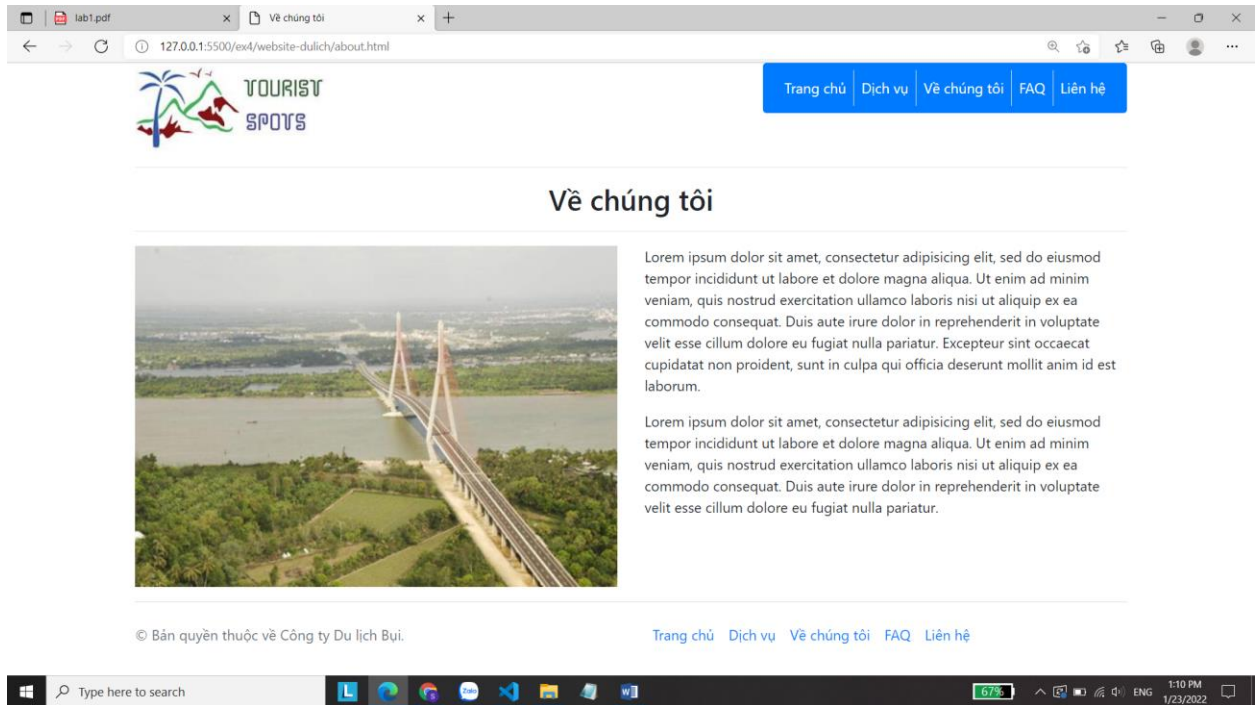 lab1.pdf
Về chúng tôi
127.0.0.1:5500/ex4/website-dulich/about.html
TOURIST
SPOTS
Trang chủ Dịch vụ Về chúng tôi FAQ Liên hệ
Về chúng tôi
Lorem ipsum dolor sit amet, consectetur adipisicing elit, sed do eiusmod
tempor incididunt ut labore et dolore magna aliqua. Ut enim ad minim
veniam, quis nostrud exercitation ullamco laboris nisi ut aliquip ex ea
commodo consequat. Duis aute irure dolor in reprehenderit in voluptate
velit esse cillum dolore eu fugiat nulla pariatur. Excepteur sint occaecat
cupidatat non proident, sunt in culpa qui officia deserunt mollit anim id est
laborum.
Lorem ipsum dolor sit amet, consectetur adipisicing elit, sed do eiusmod
tempor incididunt ut labore et dolore magna aliqua. Ut enim ad minim
veniam, quis nostrud exercitation ullamco laboris nisi ut aliquip ex ea
commodo consequat. Duis aute irure dolor in reprehenderit in voluptate
velit esse cillum dolore eu fugiat nulla pariatur.
© Bản quyền thuộc về Công ty Du lịch Bụi.
Trang chủ Dịch vụ Về chúng tôi FAQ Liên hệ
Type here to search
L
Zalo
67%
ENG
1:10 PM
1/23/2022